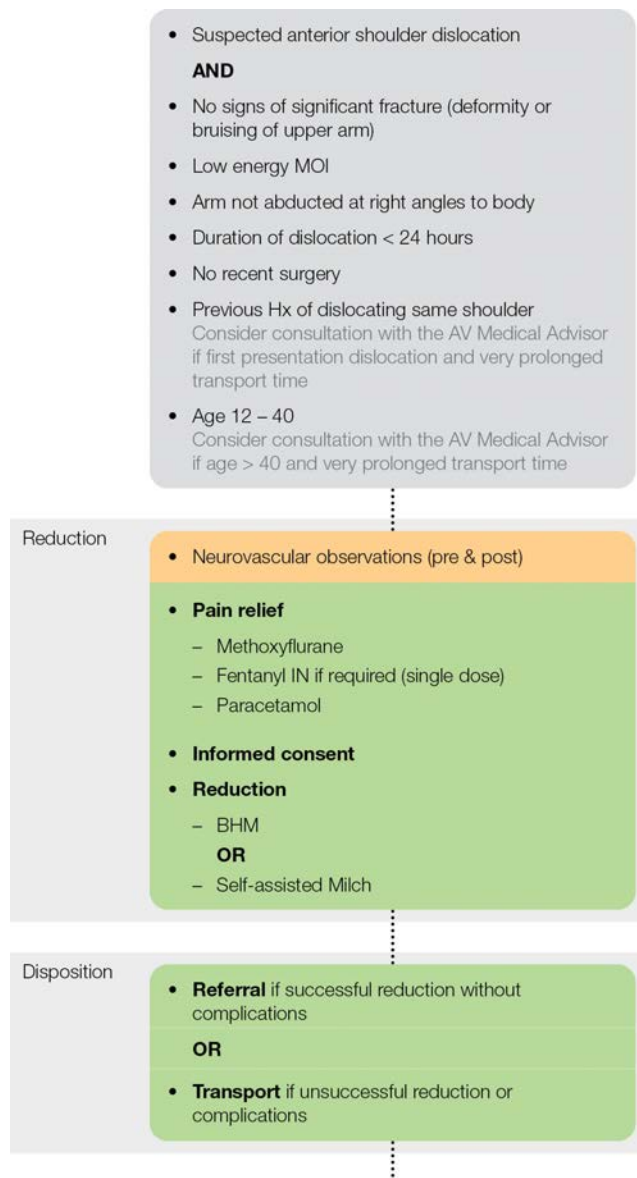 • Suspected anterior shoulder dislocation
AND
• No signs of significant fracture (deformity or
bruising of upper arm)
• Low energy MOI
• Arm not abducted at right angles to body
• Duration of dislocation < 24 hours
• No recent surgery
• Previous Hx of dislocating same shoulder
Consider consultation with the AV Medical Advisor
if first presentation dislocation and very prolonged
transport time
• Age 12 – 40
Consider consultation with the AV Medical Advisor
if age > 40 and very prolonged transport time
Reduction
• Neurovascular observations (pre & post)
• Pain relief
– Methoxyflurane
– Fentanyl IN if required (single dose)
– Paracetamol
• Informed consent
• Reduction
– BHM
OR
– Self-assisted Milch
Disposition
• Referral if successful reduction without
complications
OR
• Transport if unsuccessful reduction or
complications